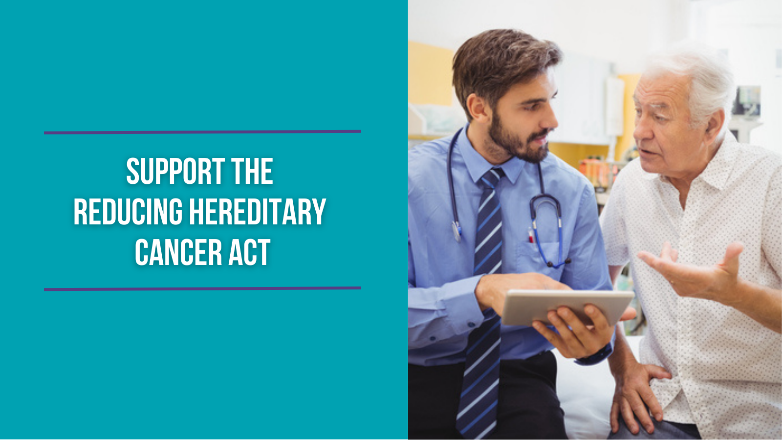 SUPPORT THE
REDUCING HEREDITARY
CANCER ACT